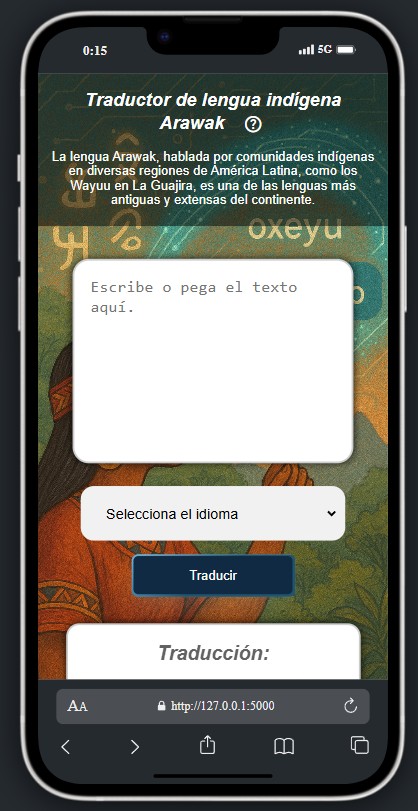 0:15
5G
Traductor de lengua indígena
Arawak ?
La lengua Arawak, hablada por comunidades indígenas
en diversas regiones de América Latina, como los
Wayuu en La Guajira, es una de las lenguas más
antiguas y extensas del continente.
oxeyu
Escribe o pega el texto
aquí.
Selecciona el idioma
Traducir
Traducción:
AA
http://127.0.0.1:5000